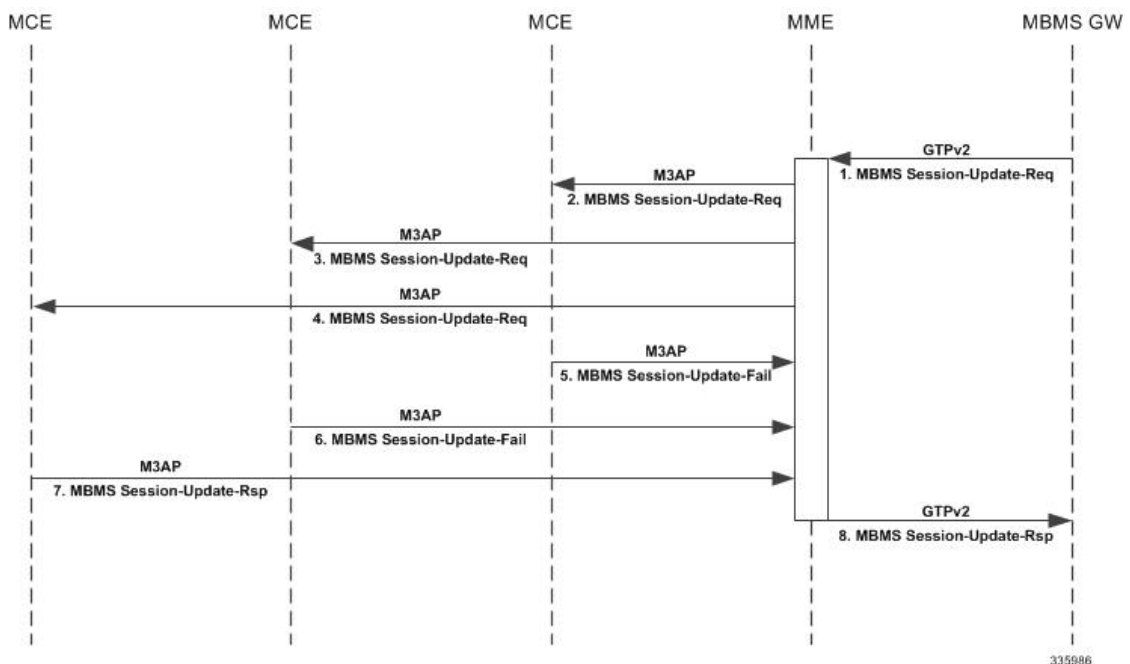 MCE MCE MCE MME MBMS GW
GTPv2
1. MBMS Session-Update-Req
M3AP
2. MBMS Session-Update-Req
M3AP
3. MBMS Session-Update-Req
M3AP
4. MBMS Session-Update-Req
M3AP
5. MBMS Session-Update-Fail
M3AP
6. MBMS Session-Update-Fail
M3AP
7. MBMS Session-Update-Rsp
GTPv2
8. MBMS Session-Update-Rsp
335986